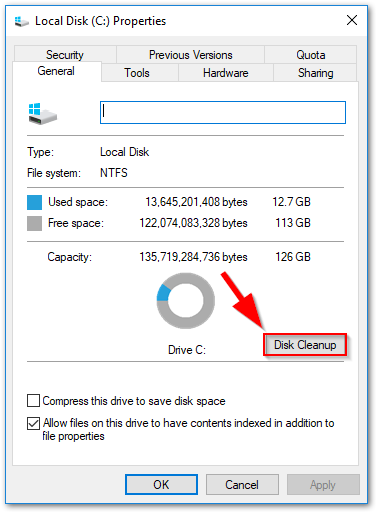 Local Disk (C:) Properties
Security Previous Versions Quota
General Tools Hardware Sharing
Type: Local Disk
File system: NTFS
Used space: 13,645,201,408 bytes 12.7 GB
Free space: 122,074,083,328 bytes 113 GB
Capacity: 135,719,284,736 bytes 126 GB
Drive C: Disk Cleanup
Compress this drive to save disk space
Allow files on this drive to have contents indexed in addition to
file properties
OK Cancel Apply